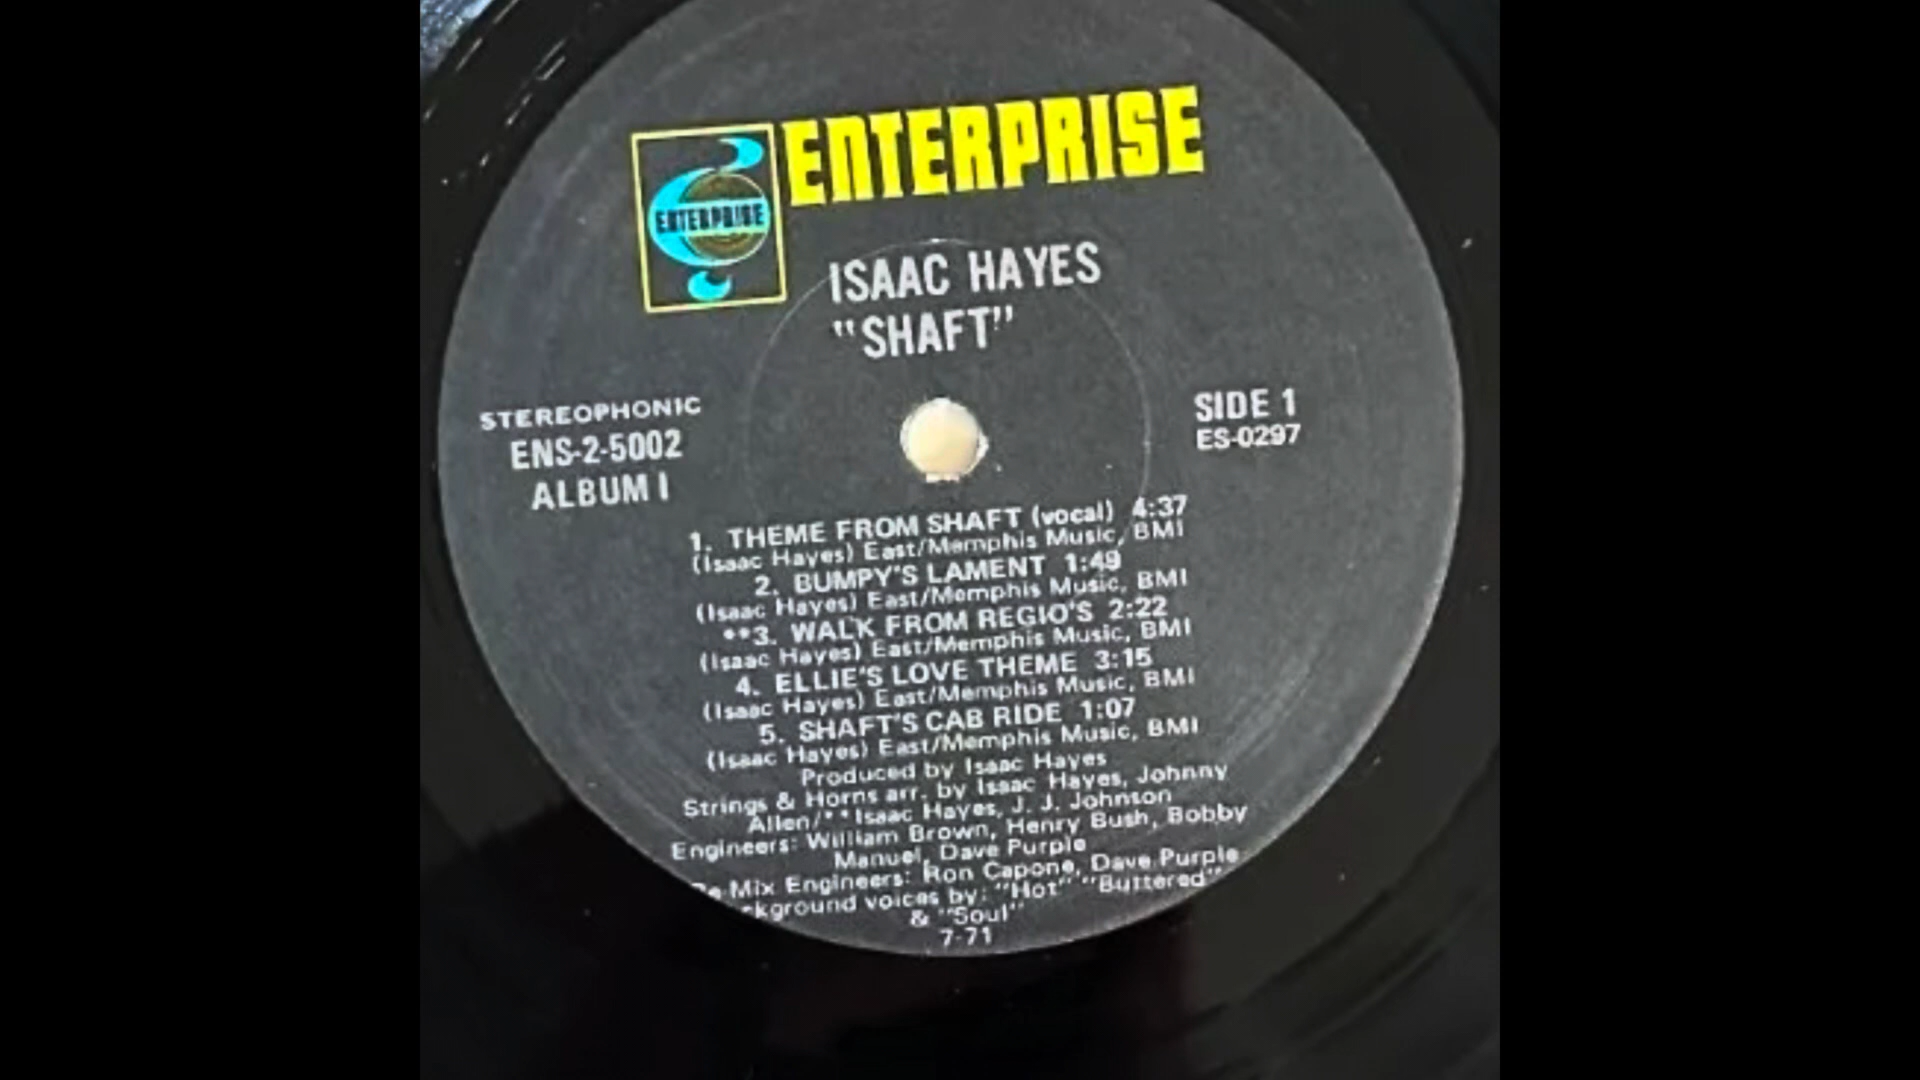 ENTERPRISE
ENTERPRISE
ISAAC HAYES
"SHAFT"
STEREOPHONIC
ENS-2-5002
ALBUM I
SIDE 1
ES-0297
1. THEME FROM SHAFT (vocal) 4:37
(Isaac Hayes) East/Memphis Music, BMI
2. BUMPY'S LAMENT 1:49
(Isaac Hayes) East/Memphis Music, BMI
**3. WALK FROM REGIO'S 2:22
(Isaac Hayes) East/Memphis Music, BMI
4. ELLIE'S LOVE THEME 3:15
(Isaac Hayes) East/Memphis Music, BMI
5. SHAFT'S CAB RIDE 1:07
(Isaac Hayes) East/Memphis Music, BMI
Produced by Isaac Hayes
Strings & Horns arr. by Isaac Hayes, Johnny
Allen/**Isaac Hayes, J. J. Johnson
Engineers: William Brown, Henry Bush, Bobby
Manuel, Dave Purple
e-Mix Engineers: Ron Capone, Dave Purple
kground voices by: "Hot" "Buttered"
& "Soul"
7-71